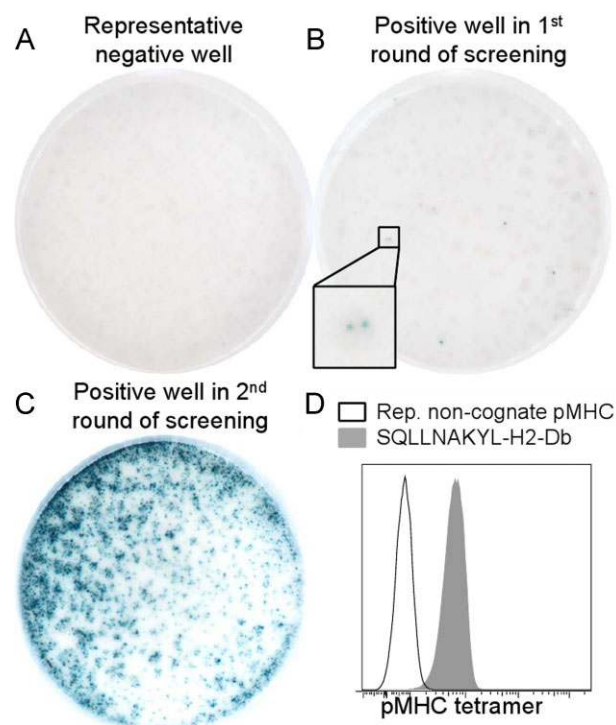 A
Representative
negative well
B
Positive well in 1st
round of screening
C
Positive well in 2nd
round of screening
D
Rep. non-cognate pMHC
SQLLNAKYL-H2-Db
pMHC tetramer